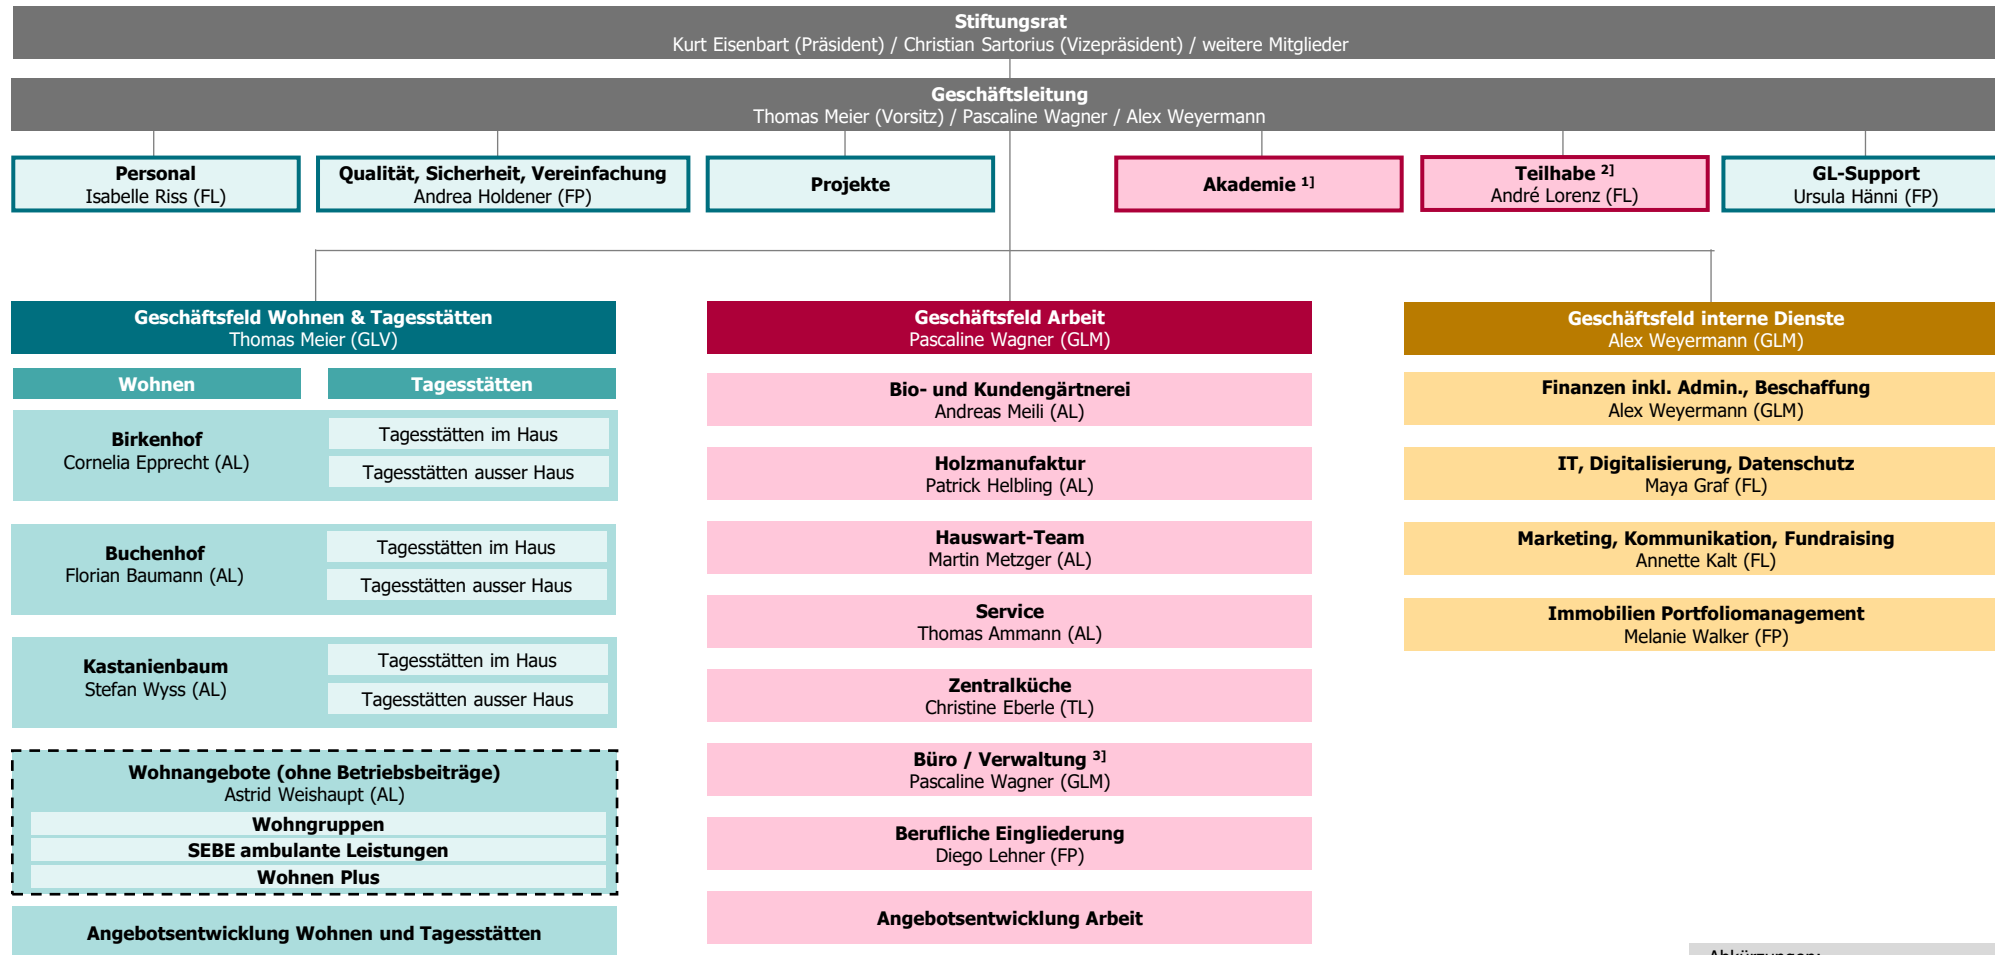 Stiftungsrat
Kurt Eisenbart (Präsident) / Christian Sartorius (Vizepräsident) / weitere Mitglieder
Geschäftsleitung
Thomas Meier (Vorsitz) / Pascaline Wagner / Alex Weyermann
Personal
Isabelle Riss (FL)
Qualität, Sicherheit, Vereinfachung
Andrea Holdener (FP)
Projekte
Akademie 1]
Teilhabe 2]
André Lorenz (FL)
GL-Support
Ursula Hänni (FP)
Geschäftsfeld Wohnen & Tagesstätten
Thomas Meier (GLV)
Wohnen
Tagesstätten
Birkenhof
Cornelia Epprecht (AL)
Tagesstätten im Haus
Tagesstätten ausser Haus
Buchenhof
Florian Baumann (AL)
Tagesstätten im Haus
Tagesstätten ausser Haus
Kastanienbaum
Stefan Wyss (AL)
Tagesstätten im Haus
Tagesstätten ausser Haus
Wohnangebote (ohne Betriebsbeiträge)
Astrid Weishaupt (AL)
Wohngruppen
SEBE ambulante Leistungen
Wohnen Plus
Angebotsentwicklung Wohnen und Tagesstätten
Geschäftsfeld Arbeit
Pascaline Wagner (GLM)
Bio- und Kundengärtnerei
Andreas Meili (AL)
Holzmanufaktur
Patrick Helbling (AL)
Hauswart-Team
Martin Metzger (AL)
Service
Thomas Ammann (AL)
Zentralküche
Christine Eberle (TL)
Büro / Verwaltung 3]
Pascaline Wagner (GLM)
Berufliche Eingliederung
Diego Lehner (FP)
Angebotsentwicklung Arbeit
Geschäftsfeld interne Dienste
Alex Weyermann (GLM)
Finanzen inkl. Admin., Beschaffung
Alex Weyermann (GLM)
IT, Digitalisierung, Datenschutz
Maya Graf (FL)
Marketing, Kommunikation, Fundraising
Annette Kalt (FL)
Immobilien Portfoliomanagement
Melanie Walker (FP)
Abkürzungen: